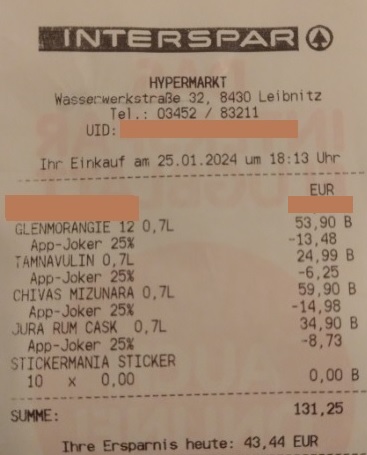 INTERSPAR
HYPERMARKT
Wasserwerkstraße 32, 8430 Leibnitz
Tel.: 03452 / 83211
UID:
Ihr Einkauf am 25.01.2024 um 18:13 Uhr
EUR
GLENMORANGIE 12 0,7L 53,90 B
App-Joker 25% -13,48
TAMNAVULIN 0,7L 24,99 B
App-Joker 25% -6,25
CHIVAS MIZUNARA 0,7L 59,90 B
App-Joker 25% -14,98
JURA RUM CASK 0,7L 34,90 B
App-Joker 25% -8,73
STICKERMANIA STICKER
10 x 0,00 0,00 B
SUMME: 131,25
Ihre Ersparnis heute: 43,44 EUR